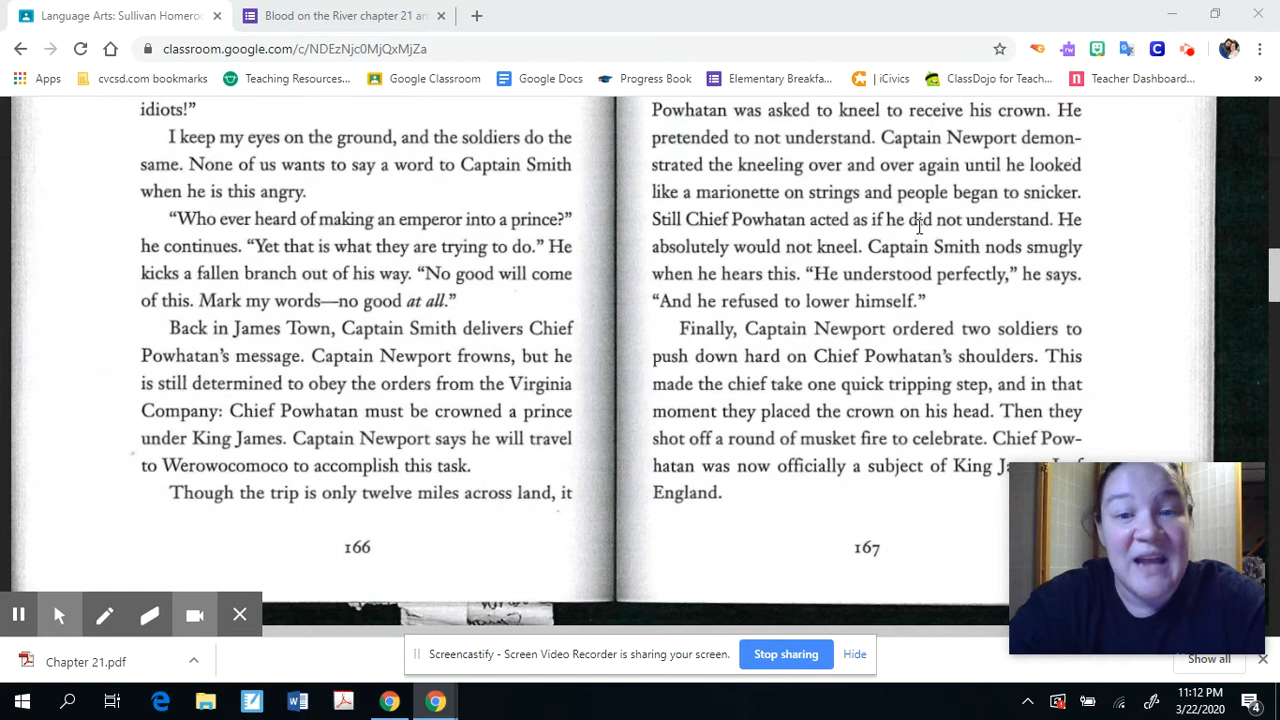 Language Arts: Sullivan Homeroo
Blood on the River chapter 21 an
classroom.google.com/c/NDEzNjc0MjQxMjZa
Apps
cvcsd.com bookmarks
Teaching Resources...
Google Classroom
Google Docs
Progress Book
Elementary Breakfa...
iCivics
ClassDojo for Teach...
Teacher Dashboard...
idiots!”
I keep my eyes on the ground, and the soldiers do the
same. None of us wants to say a word to Captain Smith
when he is this angry.
“Who ever heard of making an emperor into a prince?”
he continues. “Yet that is what they are trying to do.” He
kicks a fallen branch out of his way. “No good will come
of this. Mark my words—no good at all.”
Back in James Town, Captain Smith delivers Chief
Powhatan’s message. Captain Newport frowns, but he
is still determined to obey the orders from the Virginia
Company: Chief Powhatan must be crowned a prince
under King James. Captain Newport says he will travel
to Werowocomoco to accomplish this task.
Though the trip is only twelve miles across land, it
166
Powhatan was asked to kneel to receive his crown. He
pretended to not understand. Captain Newport demon-
strated the kneeling over and over again until he looked
like a marionette on strings and people began to snicker.
Still Chief Powhatan acted as if he did not understand. He
absolutely would not kneel. Captain Smith nods smugly
when he hears this. “He understood perfectly,” he says.
“And he refused to lower himself.”
Finally, Captain Newport ordered two soldiers to
push down hard on Chief Powhatan’s shoulders. This
made the chief take one quick tripping step, and in that
moment they placed the crown on his head. Then they
shot off a round of musket fire to celebrate. Chief Pow-
hatan was now officially a subject of King of
England.
167
Chapter 21.pdf
Screencastify - Screen Video Recorder is sharing your screen.
Stop sharing
Hide
Show all
11:12 PM
3/22/2020
4